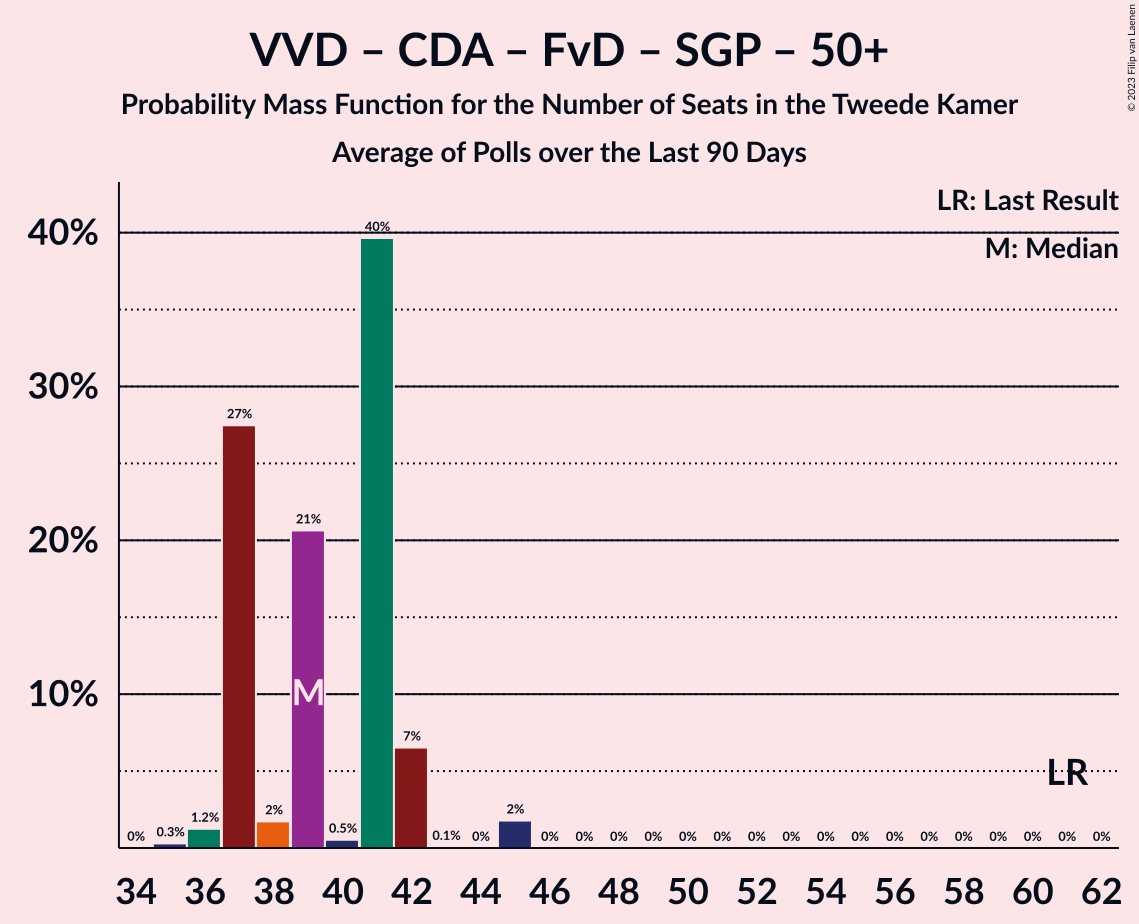 VVD – CDA – FvD – SGP – 50+
Probability Mass Function for the Number of Seats in the Tweede Kamer
Average of Polls over the Last 90 Days
© 2023 Filip van Laenen
LR: Last Result
M: Median
40%
30%
20%
10%
0% 0.3% 1.2% 27% 2% 21% 0.5% 40% 7% 0.1% 0% 2% 0% 0% 0% 0% 0% 0% 0% 0% 0% 0% 0% 0% 0% 0% 0% 0% 0%
M
LR
34 36 38 40 42 44 46 48 50 52 54 56 58 60 62